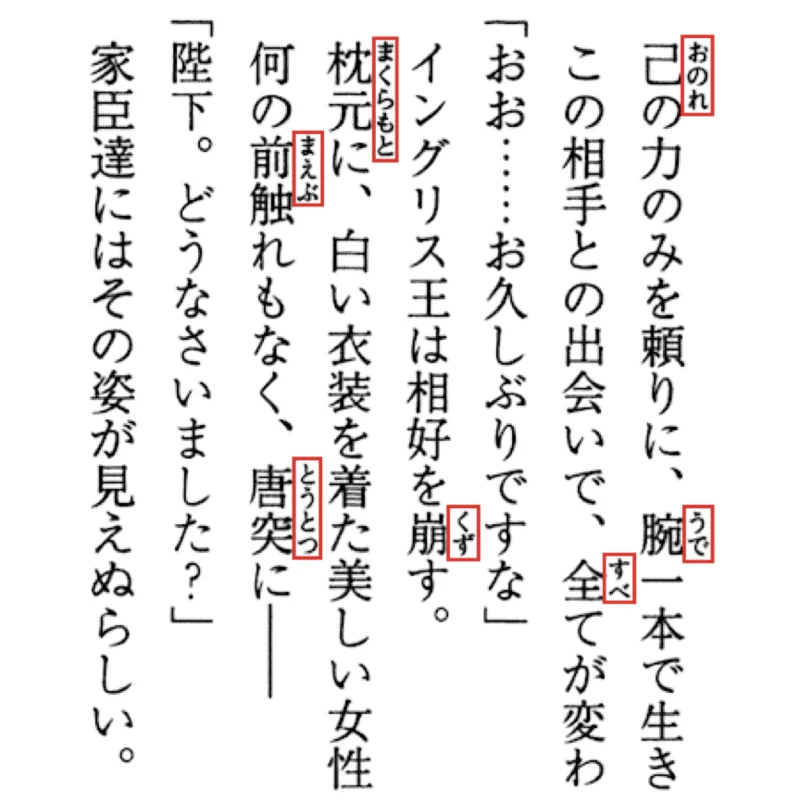 己の力のみを頼りに、腕一本で生き
この相手との出会いで、全てが変わ
「おお……お久しぶりですな」
イングリス王は相好を崩す。
枕元に、白い衣装を着た美しい女性
何の前触れもなく、唐突に――
「陛下。どうなさいました?」
家臣達にはその姿が見えぬらしい。
おのれ
うで
すべ
くず
まくらもと
まえぶ
とうとつ